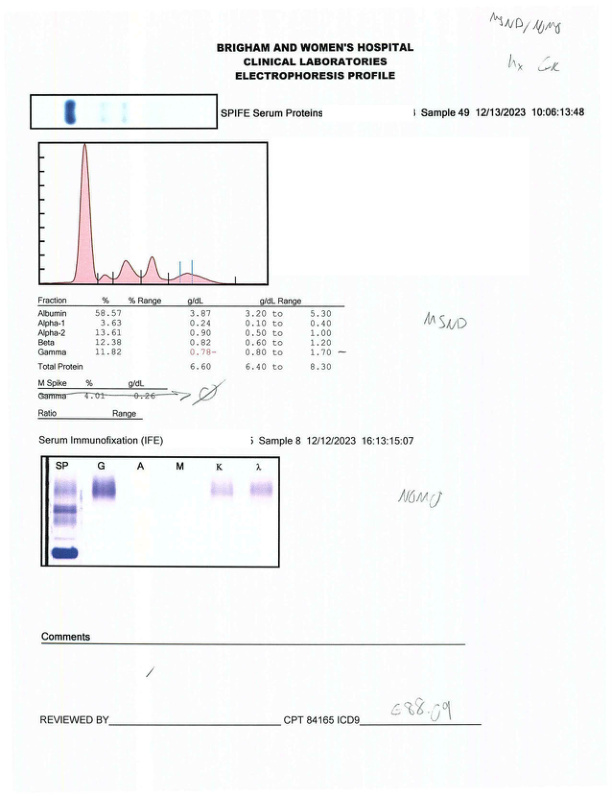 MSND/NGMG
BRIGHAM AND WOMEN'S HOSPITAL
CLINICAL LABORATORIES
hx
ELECTROPHORESIS PROFILE
SPIFE Serum Proteins Sample 49 12/13/2023 10:06:13:48
Fraction % % Range g/dL g/dL Range
Albumin 58.57 3.87 3.20 to 5.30
Alpha-1 3.63 0.24 0.10 to 0.40
Alpha-2 13.61 0.90 0.50 to 1.00
Beta 12.38 0.82 0.60 to 1.20
Gamma 11.82 0.78- 0.80 to 1.70
MSND
Total Protein 6.60 6.40 to 8.30
M Spike % g/dL
Gamma 4.01 0.26
Ratio Range
Serum Immunofixation (IFE) Sample 8 12/12/2023 16:13:15:07
SP G A M K λ
Comments
REVIEWED BY CPT 84165 ICD9